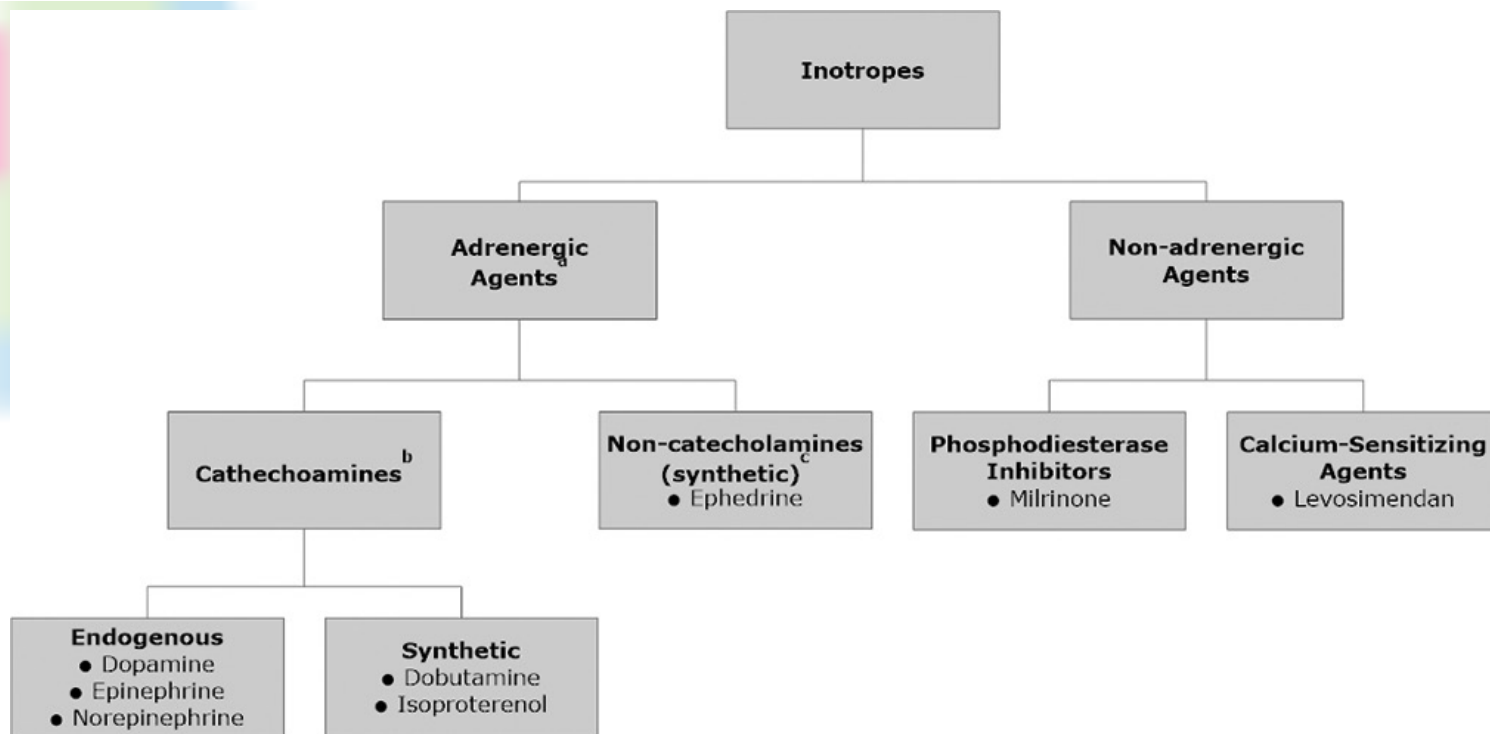 Inotropes
Adrenergic
Agents a
Non-adrenergic
Agents
Cathechoamines b
Non-catecholamines
(synthetic) c
● Ephedrine
Phosphodiesterase
Inhibitors
● Milrinone
Calcium-Sensitizing
Agents
● Levosimendan
Endogenous
● Dopamine
● Epinephrine
● Norepinephrine
Synthetic
● Dobutamine
● Isoproterenol